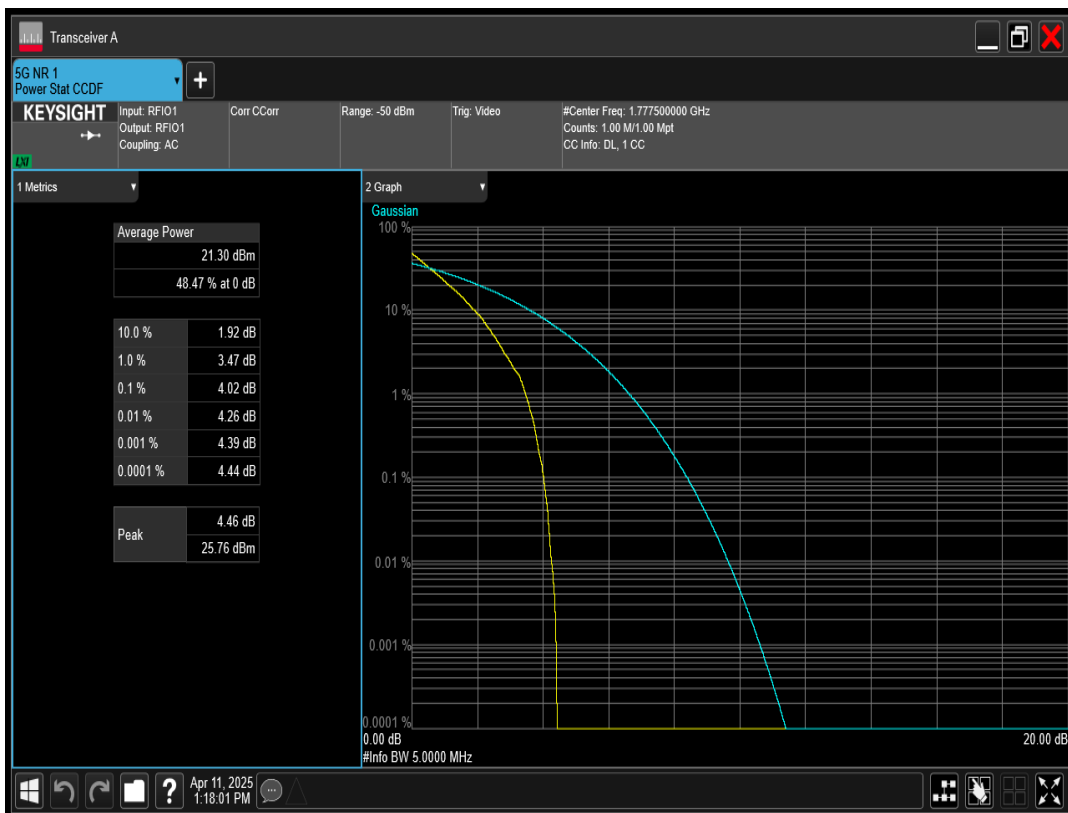 Transceiver A
5G NR 1
Power Stat CCDF
+
KEYSIGHT
LXI
Input: RFIO1
Output: RFIO1
Coupling: AC
Corr CCorr
Range: -50 dBm
Trig: Video
#Center Freq: 1.777500000 GHz
Counts: 1.00 M/1.00 Mpt
CC Info: DL, 1 CC
1 Metrics
Average Power
21.30 dBm
48.47 % at 0 dB
10.0 % 1.92 dB
1.0 % 3.47 dB
0.1 % 4.02 dB
0.01 % 4.26 dB
0.001 % 4.39 dB
0.0001 % 4.44 dB
Peak 4.46 dB
25.76 dBm
2 Graph
Gaussian
100 %
10 %
1 %
0.1 %
0.01 %
0.001 %
0.0001 %
0.00 dB 20.00 dB
#Info BW 5.0000 MHz
?
Apr 11, 2025
1:18:01 PM